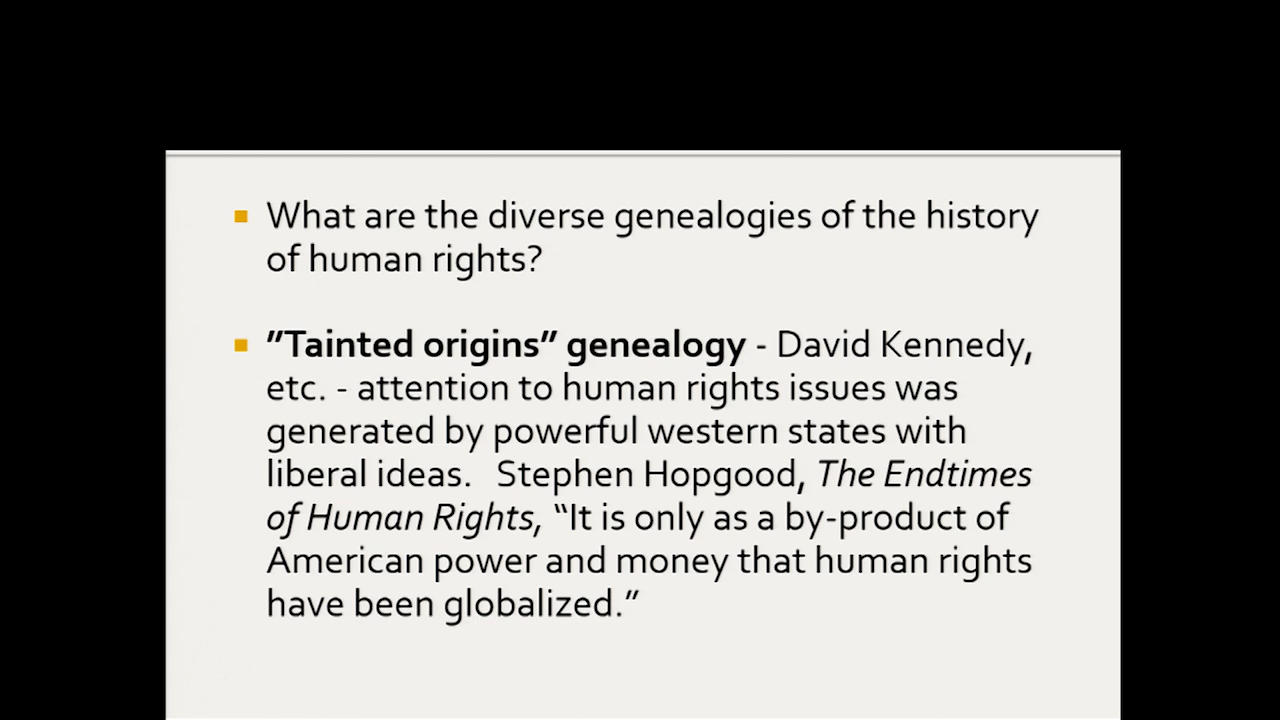 What are the diverse genealogies of the history
of human rights?
"Tainted origins" genealogy - David Kennedy,
etc. - attention to human rights issues was
generated by powerful western states with
liberal ideas.   Stephen Hopgood, The Endtimes
of Human Rights, “It is only as a by-product of
American power and money that human rights
have been globalized.”